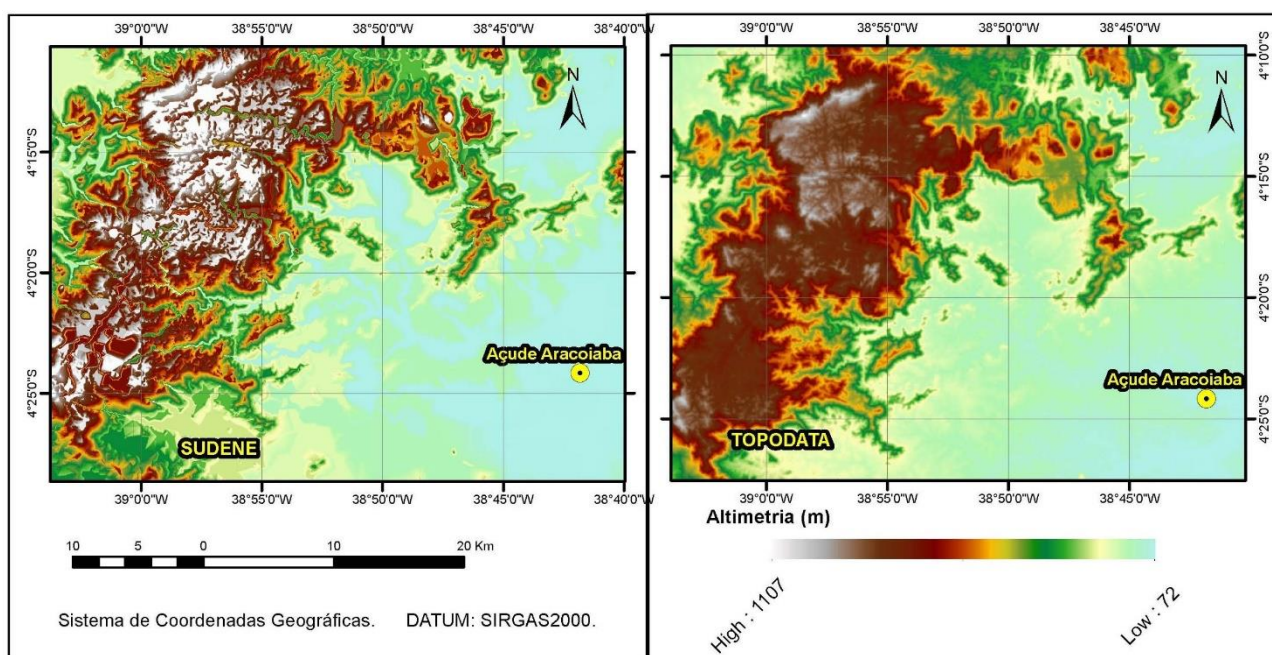 39°0'0"W 38°55'0"W 38°50'0"W 38°45'0"W 38°40'0"W
N
4°15'0"S
4°20'0"S
4°25'0"S
Açude Aracoiaba
SUDENE
39°0'0"W 38°55'0"W 38°50'0"W 38°45'0"W 38°40'0"W
10 5 0 10 20 Km
Sistema de Coordenadas Geográficas. DATUM: SIRGAS2000.
39°0'0"W 38°55'0"W 38°50'0"W 38°45'0"W
4°10'0"S
N
4°15'0"S
4°20'0"S
Açude Aracoiaba
4°25'0"S
TOPODATA
39°0'0"W 38°55'0"W 38°50'0"W 38°45'0"W
Altimetria (m)
High : 1107
Low : 72